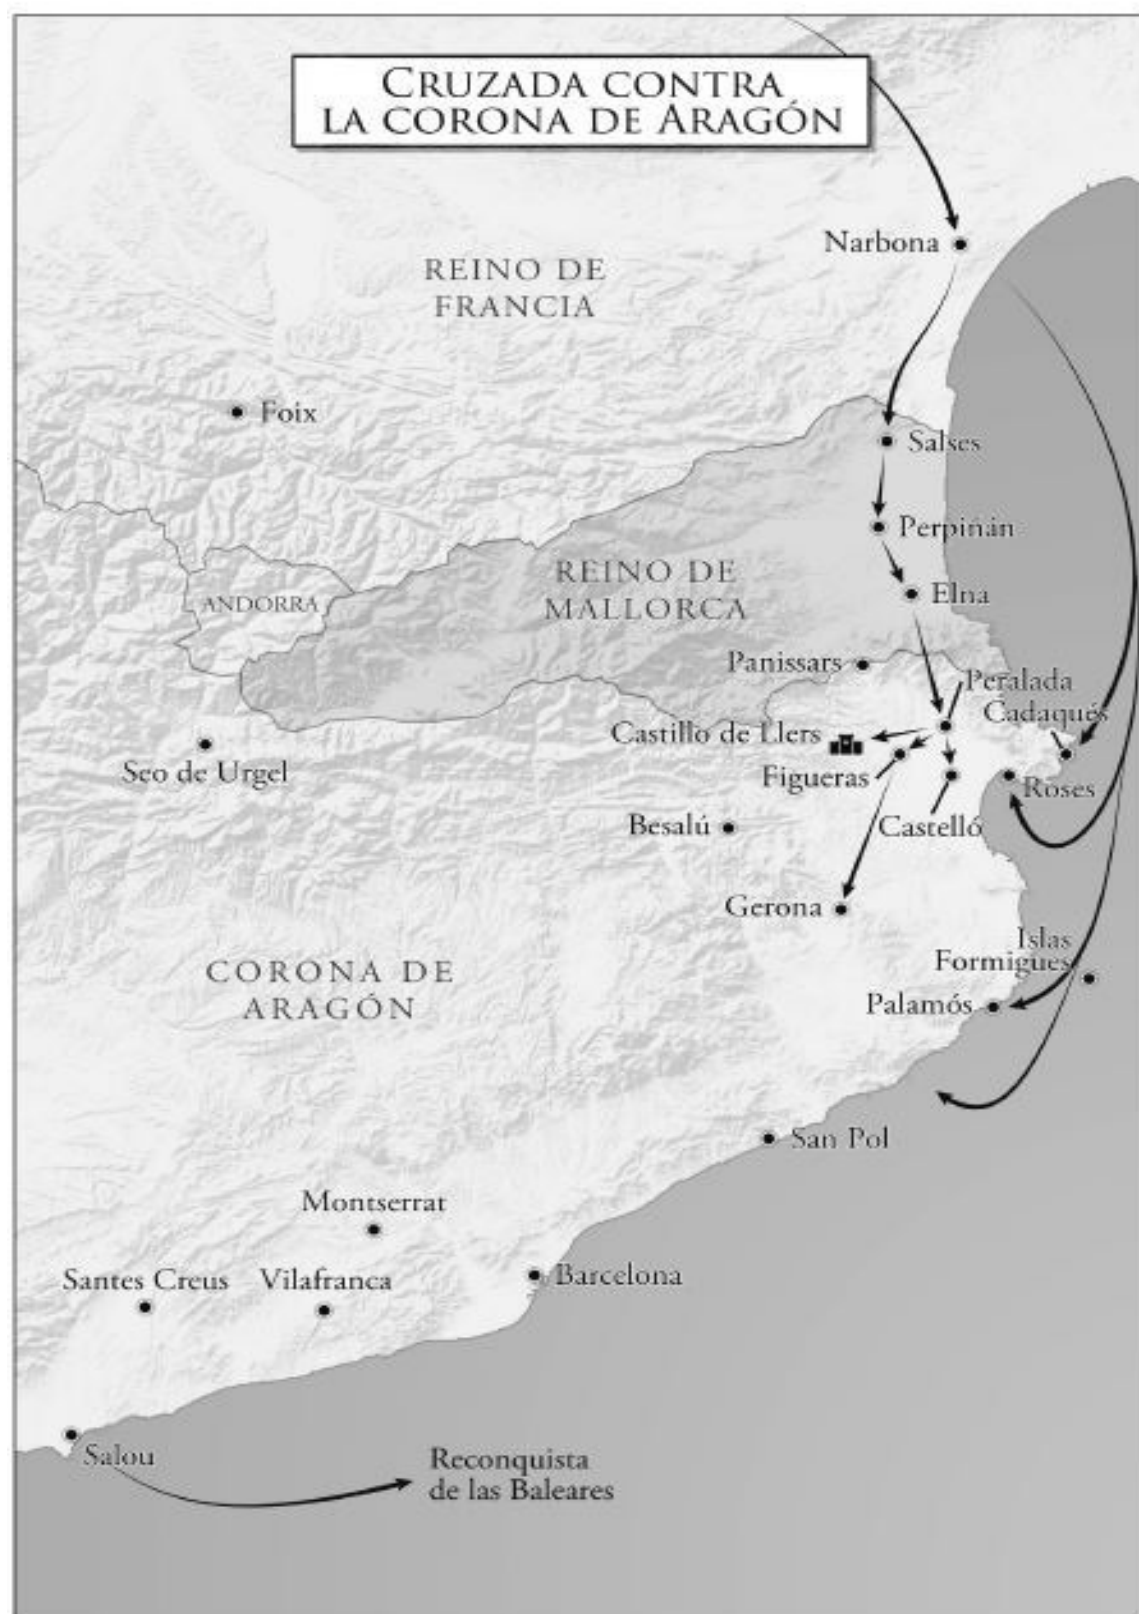 CRUZADA CONTRA
LA CORONA DE ARAGÓN
Narbona
REINO DE
FRANCIA
Foix
Salses
Perpiñán
REINO DE
MALLORCA
ANDORRA
Elna
Panissars
Peralada
Cadaqués
Castillo de Llers
Seo de Urgel
Figueras
Roses
Besalú
Castelló
Gerona
Islas
Formigues
CORONA DE
ARAGÓN
Palamós
San Pol
Montserrat
Santes Creus
Vilafranca
Barcelona
Salou
Reconquista
de las Baleares